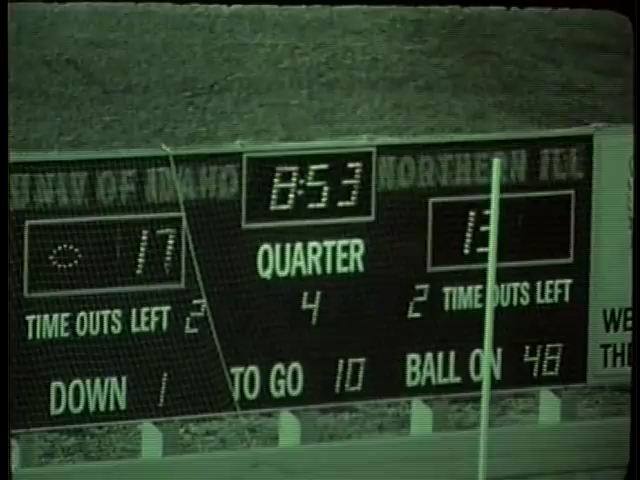 UNIV OF IDAHO 8:53 NORTHERN ILL
17 QUARTER 13
TIME OUTS LEFT 2 4 2 TIME OUTS LEFT
DOWN 1 TO GO 10 BALL ON 48
WE